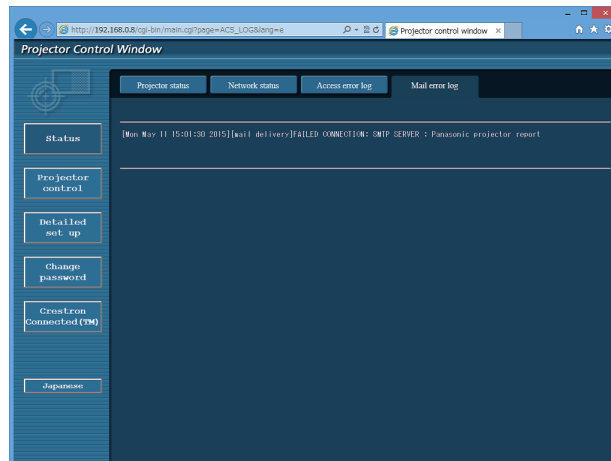 http://192.168.0.8/cgi-bin/main.cgi?page=ACS_LOG&lang=e
Projector control window
Projector Control Window
Projector status
Network status
Access error log
Mail error log
[Mon May 11 15:01:30 2015][mail delivery]FAILED CONNECTION: SMTP SERVER : Panasonic projector report
Status
Projector
control
Detailed
set up
Change
password
Crestron
Connected(TM)
Japanese